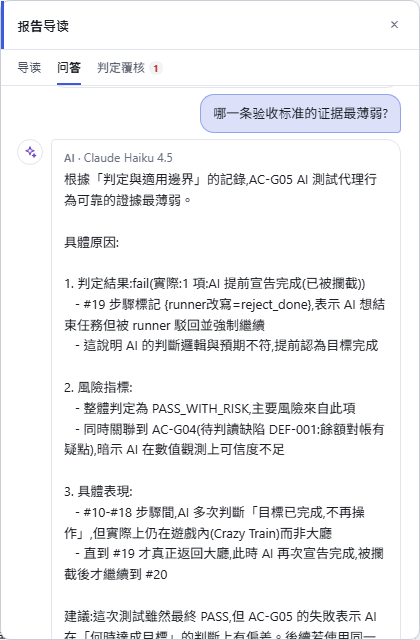 报告导读
×
导读 问答 判定覆核 1
哪一条验收标准的证据最薄弱?
AI · Claude Haiku 4.5
根據「判定與適用邊界」的記錄,AC-G05 AI 測試代理行
為可靠的證據最薄弱。
具體原因:
1. 判定結果:fail(實際:1 項:AI 提前宣告完成(已被攔截))
- #19 步驟標記 {runner改寫=reject_done},表示 AI 想結
束任務但被 runner 駁回並強制繼續
- 這說明 AI 的判斷邏輯與預期不符,提前認為目標完成
2. 風險指標:
- 整體判定為 PASS_WITH_RISK,主要風險來自此項
- 同時關聯到 AC-G04(待判讀缺陷 DEF-001:餘額對帳有
疑點),暗示 AI 在數值觀測上可信度不足
3. 具體表現:
- #10-#18 步驟間,AI 多次判斷「目標已完成,不再操
作」,但實際上仍在遊戲內(Crazy Train)而非大廳
- 直到 #19 才真正返回大廳,此時 AI 再次宣告完成,被攔
截後才繼續到 #20
建議:這次測試雖然最終 PASS,但 AC-G05 的失敗表示 AI
在「何時達成目標」的判斷上有偏差。後續若使用同一